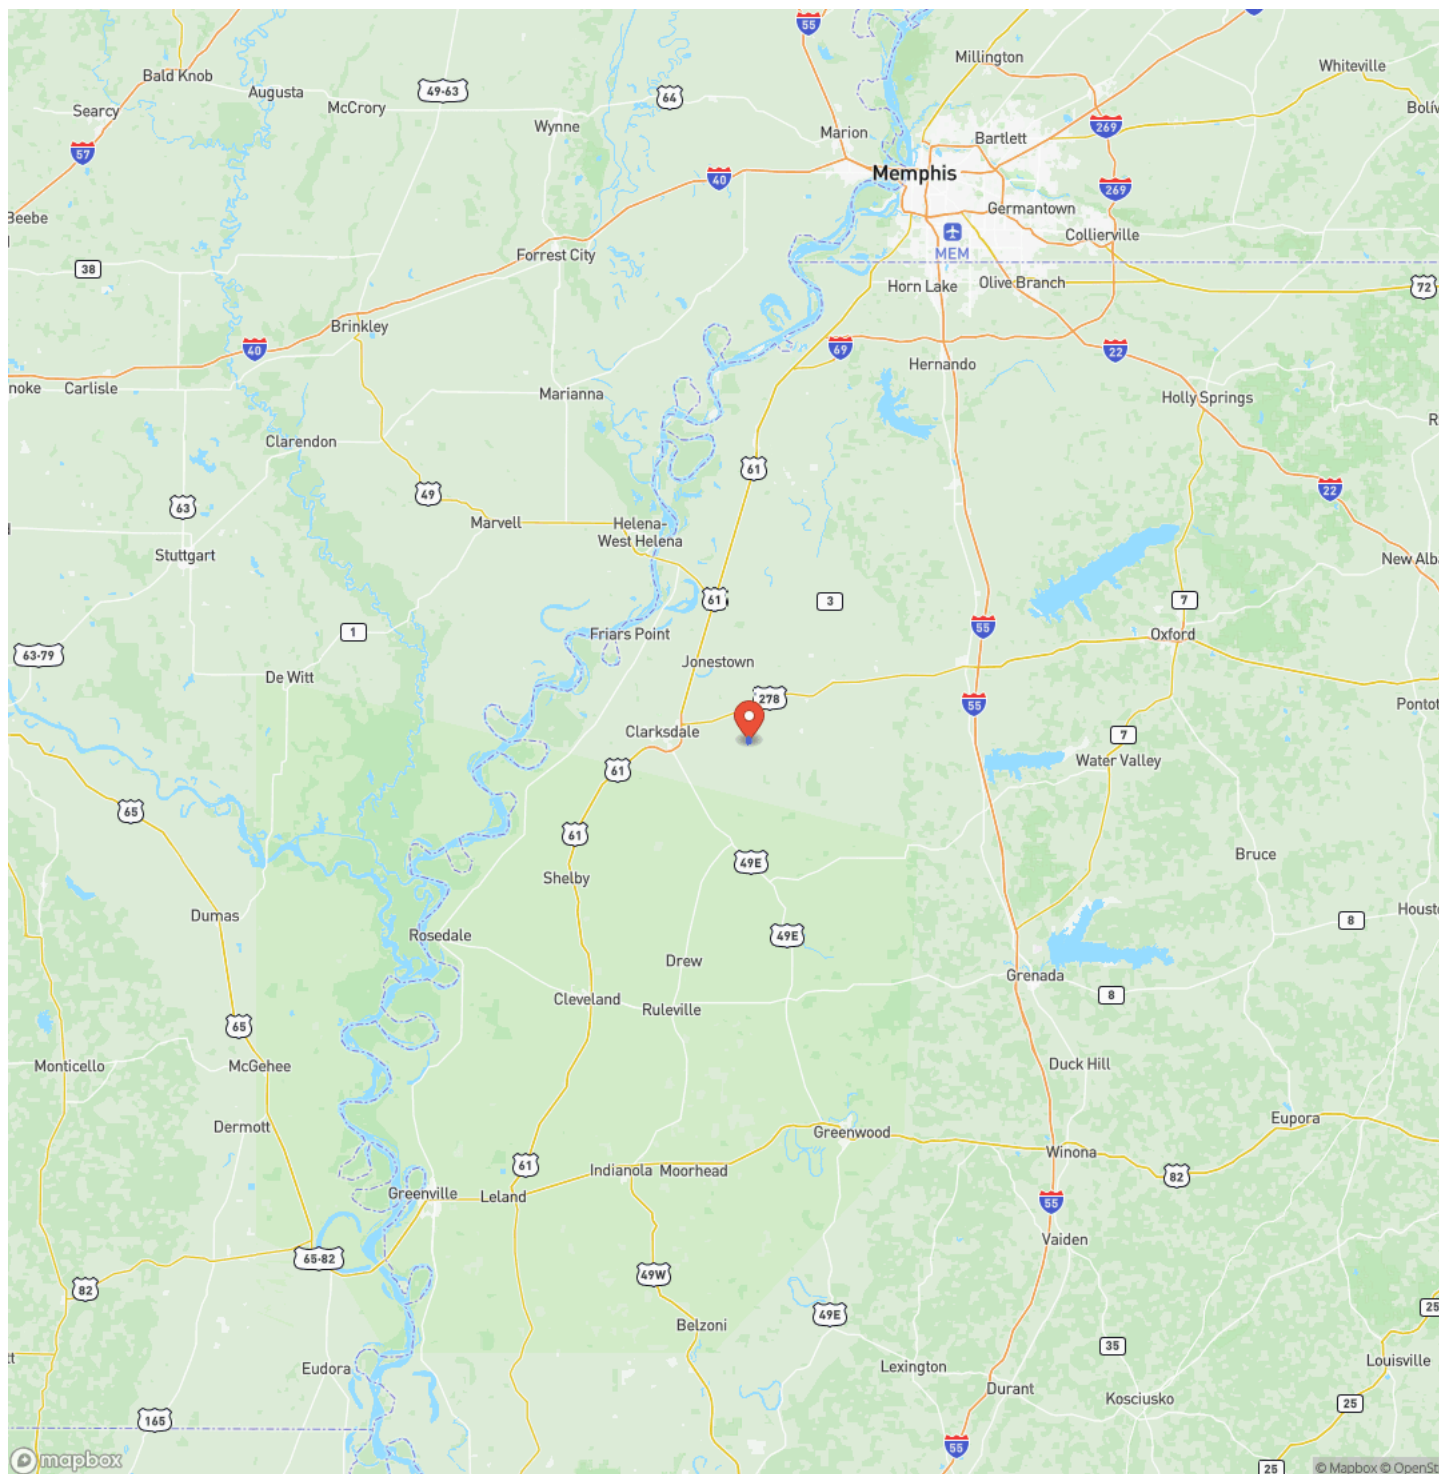 55
Millington
Bald Knob
Whiteville
Augusta
49-63
64
McCrory
Searcy
Wynne
Marion
269
Bartlett
57
40
Memphis
269
Germantown
Beebe
Collierville
MEM
Forrest City
38
Horn Lake
Olive Branch
72
Brinkley
40
69
22
Hernando
noke
Carlisle
Marianna
Holly Springs
Clarendon
61
49
22
63
Marvell
Helena-
West Helena
Stuttgart
New Alb
61
3
7
1
55
Friars Point
Oxford
63-79
Jonestown
De Witt
278
55
Pontot
Clarksdale
7
Water Valley
61
65
61
49E
Bruce
Shelby
Dumas
Houst
8
Rosedale
49E
Drew
Grenada
Cleveland
8
Ruleville
65
Monticello
McGehee
Duck Hill
Eupora
Dermott
Greenwood
Winona
61
Indianola
Moorhead
82
Greenville
Leland
55
Vaiden
65-82
49W
82
25
49E
Belzoni
35
tt
Eudora
Lexington
Louisville
Durant
Kosciusko
25
165
55
mapbox
25
© Mapbox © OpenSt